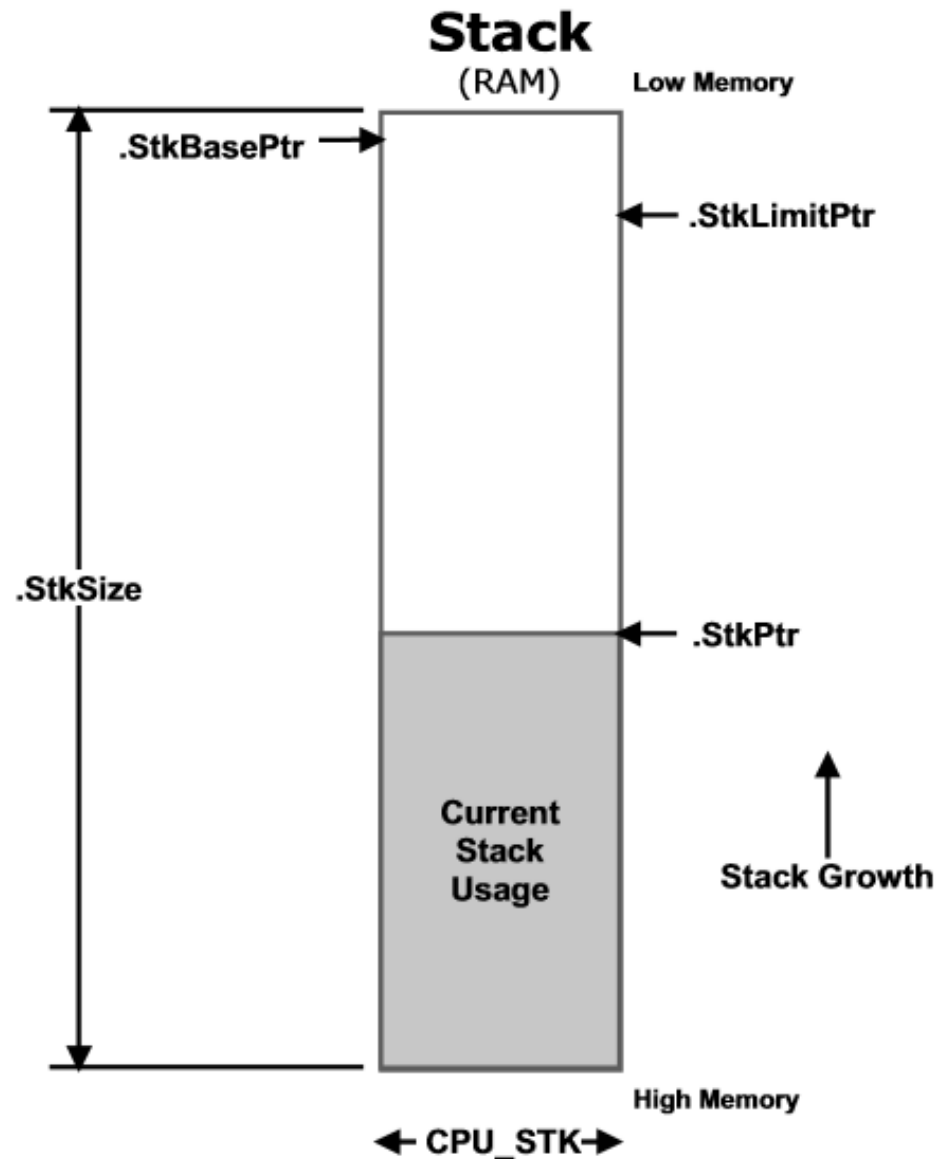 Stack
(RAM)
Low Memory
.StkBasePtr
.StkLimitPtr
.StkSize
.StkPtr
Current
Stack
Usage
Stack Growth
High Memory
CPU_STK